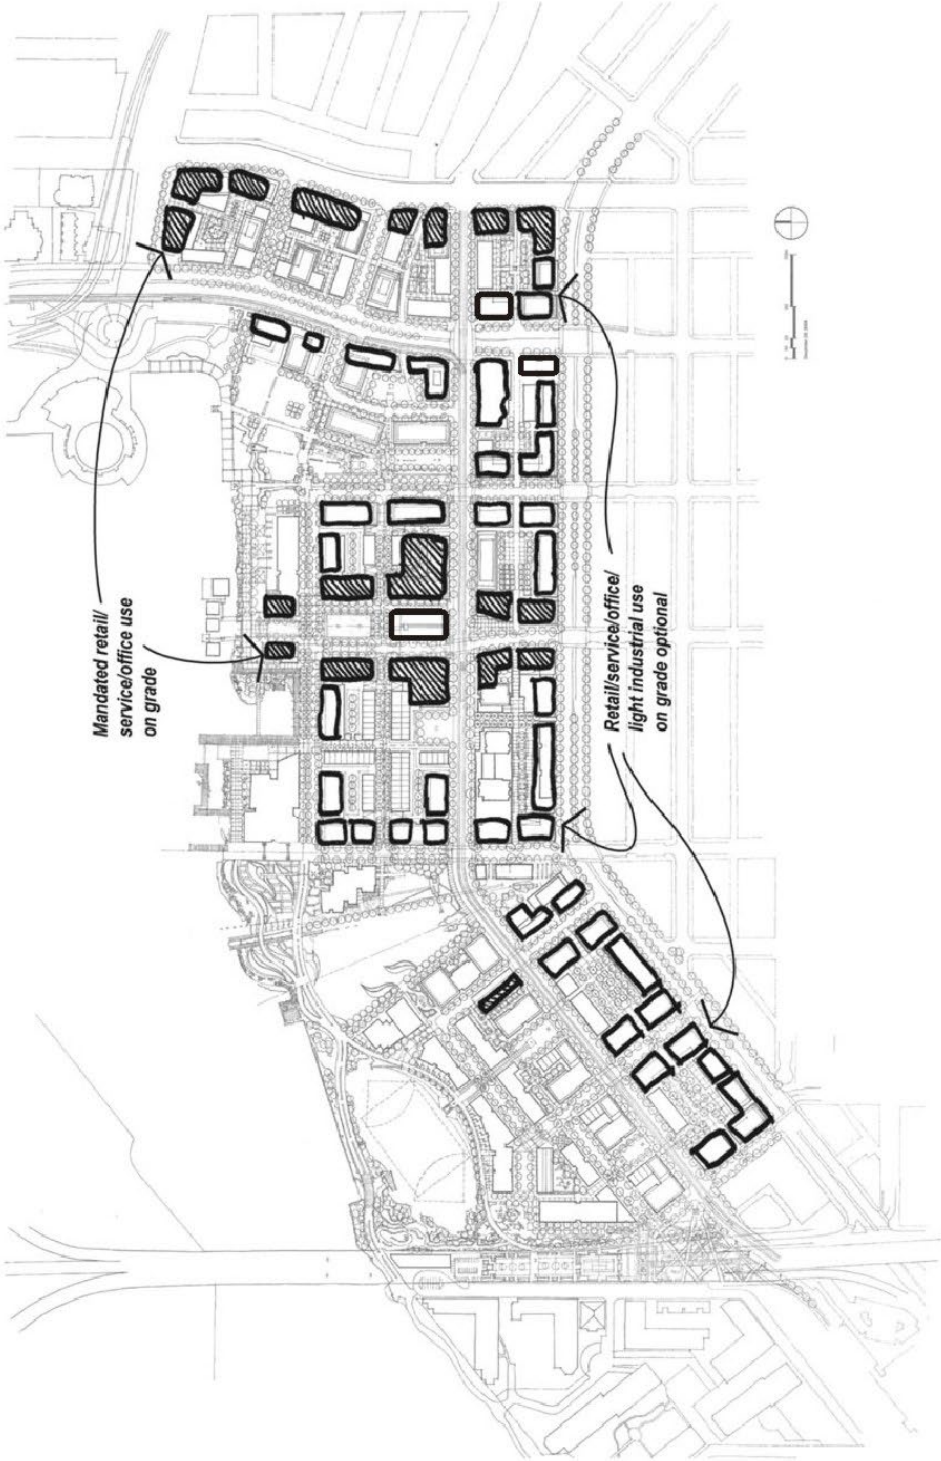 Mandated retail/
service/office use
on grade
Retail/service/office/
light industrial use
on grade optional